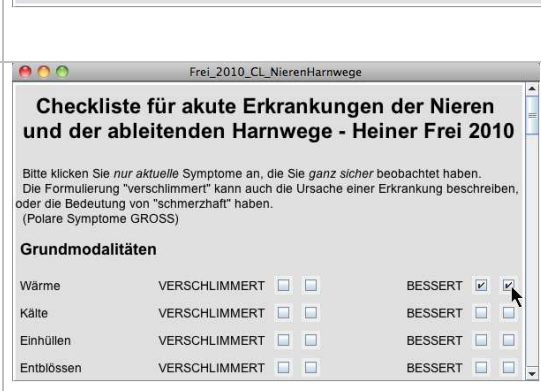 Frei_2010_CL_NierenHarnwege
Checkliste für akute Erkrankungen der Nieren
und der ableitenden Harnwege - Heiner Frei 2010
Bitte klicken Sie nur aktuelle Symptome an, die Sie ganz sicher beobachtet haben.
Die Formulierung "verschlimmert" kann auch die Ursache einer Erkrankung beschreiben,
oder die Bedeutung von "schmerzhaft" haben.
(Polare Symptome GROSS)
Grundmodalitäten
Wärme VERSCHLIMMERT BESSERT
Kälte VERSCHLIMMERT BESSERT
Einhüllen VERSCHLIMMERT BESSERT
Entblössen VERSCHLIMMERT BESSERT